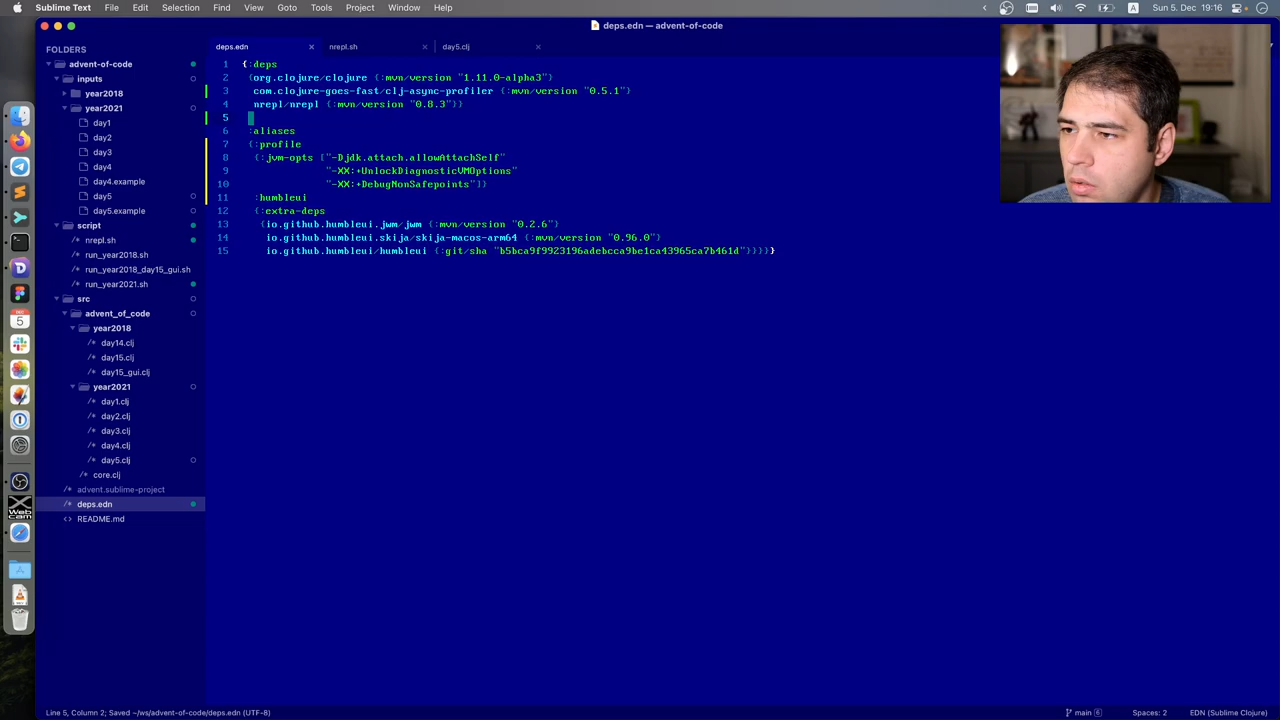 Sublime Text File Edit Selection Find View Goto Tools Project Window Help
Sun 5. Dec 19:16
deps.edn — advent-of-code
FOLDERS
advent-of-code
inputs
year2018
year2021
day1
day2
day3
day4
day4.example
day5
day5.example
script
nrepl.sh
run_year2018.sh
run_year2018_day15_gui.sh
run_year2021.sh
src
advent_of_code
year2018
day14.clj
day15.clj
day15_gui.clj
year2021
day1.clj
day2.clj
day3.clj
day4.clj
day5.clj
core.clj
advent.sublime-project
deps.edn
README.md
deps.edn nrepl.sh day5.clj
1 {:deps
2 {org.clojure/clojure {:mvn/version "1.11.0-alpha3"}
3 com.clojure-goes-fast/clj-async-profiler {:mvn/version "0.5.1"}
4 nrepl/nrepl {:mvn/version "0.8.3"}}
5
6 :aliases
7 {:profile
8 {:jvm-opts ["-Djdk.attach.allowAttachSelf"
9 "-XX:+UnlockDiagnosticVMOptions"
10 "-XX:+DebugNonSafepoints"]}
11 :humbleui
12 {:extra-deps
13 {io.github.humbleui.jwm/jwm {:mvn/version "0.2.6"}
14 io.github.humbleui.skija/skija-macos-arm64 {:mvn/version "0.96.0"}
15 io.github.humbleui/humbleui {:git/sha "b5bca9f9923196adebcca9be1ca43965ca7b461d"}}}}}
DEC
5
Web
cam
Line 5, Column 2; Saved ~/ws/advent-of-code/deps.edn (UTF-8)
main 6 Spaces: 2 EDN (Sublime Clojure)